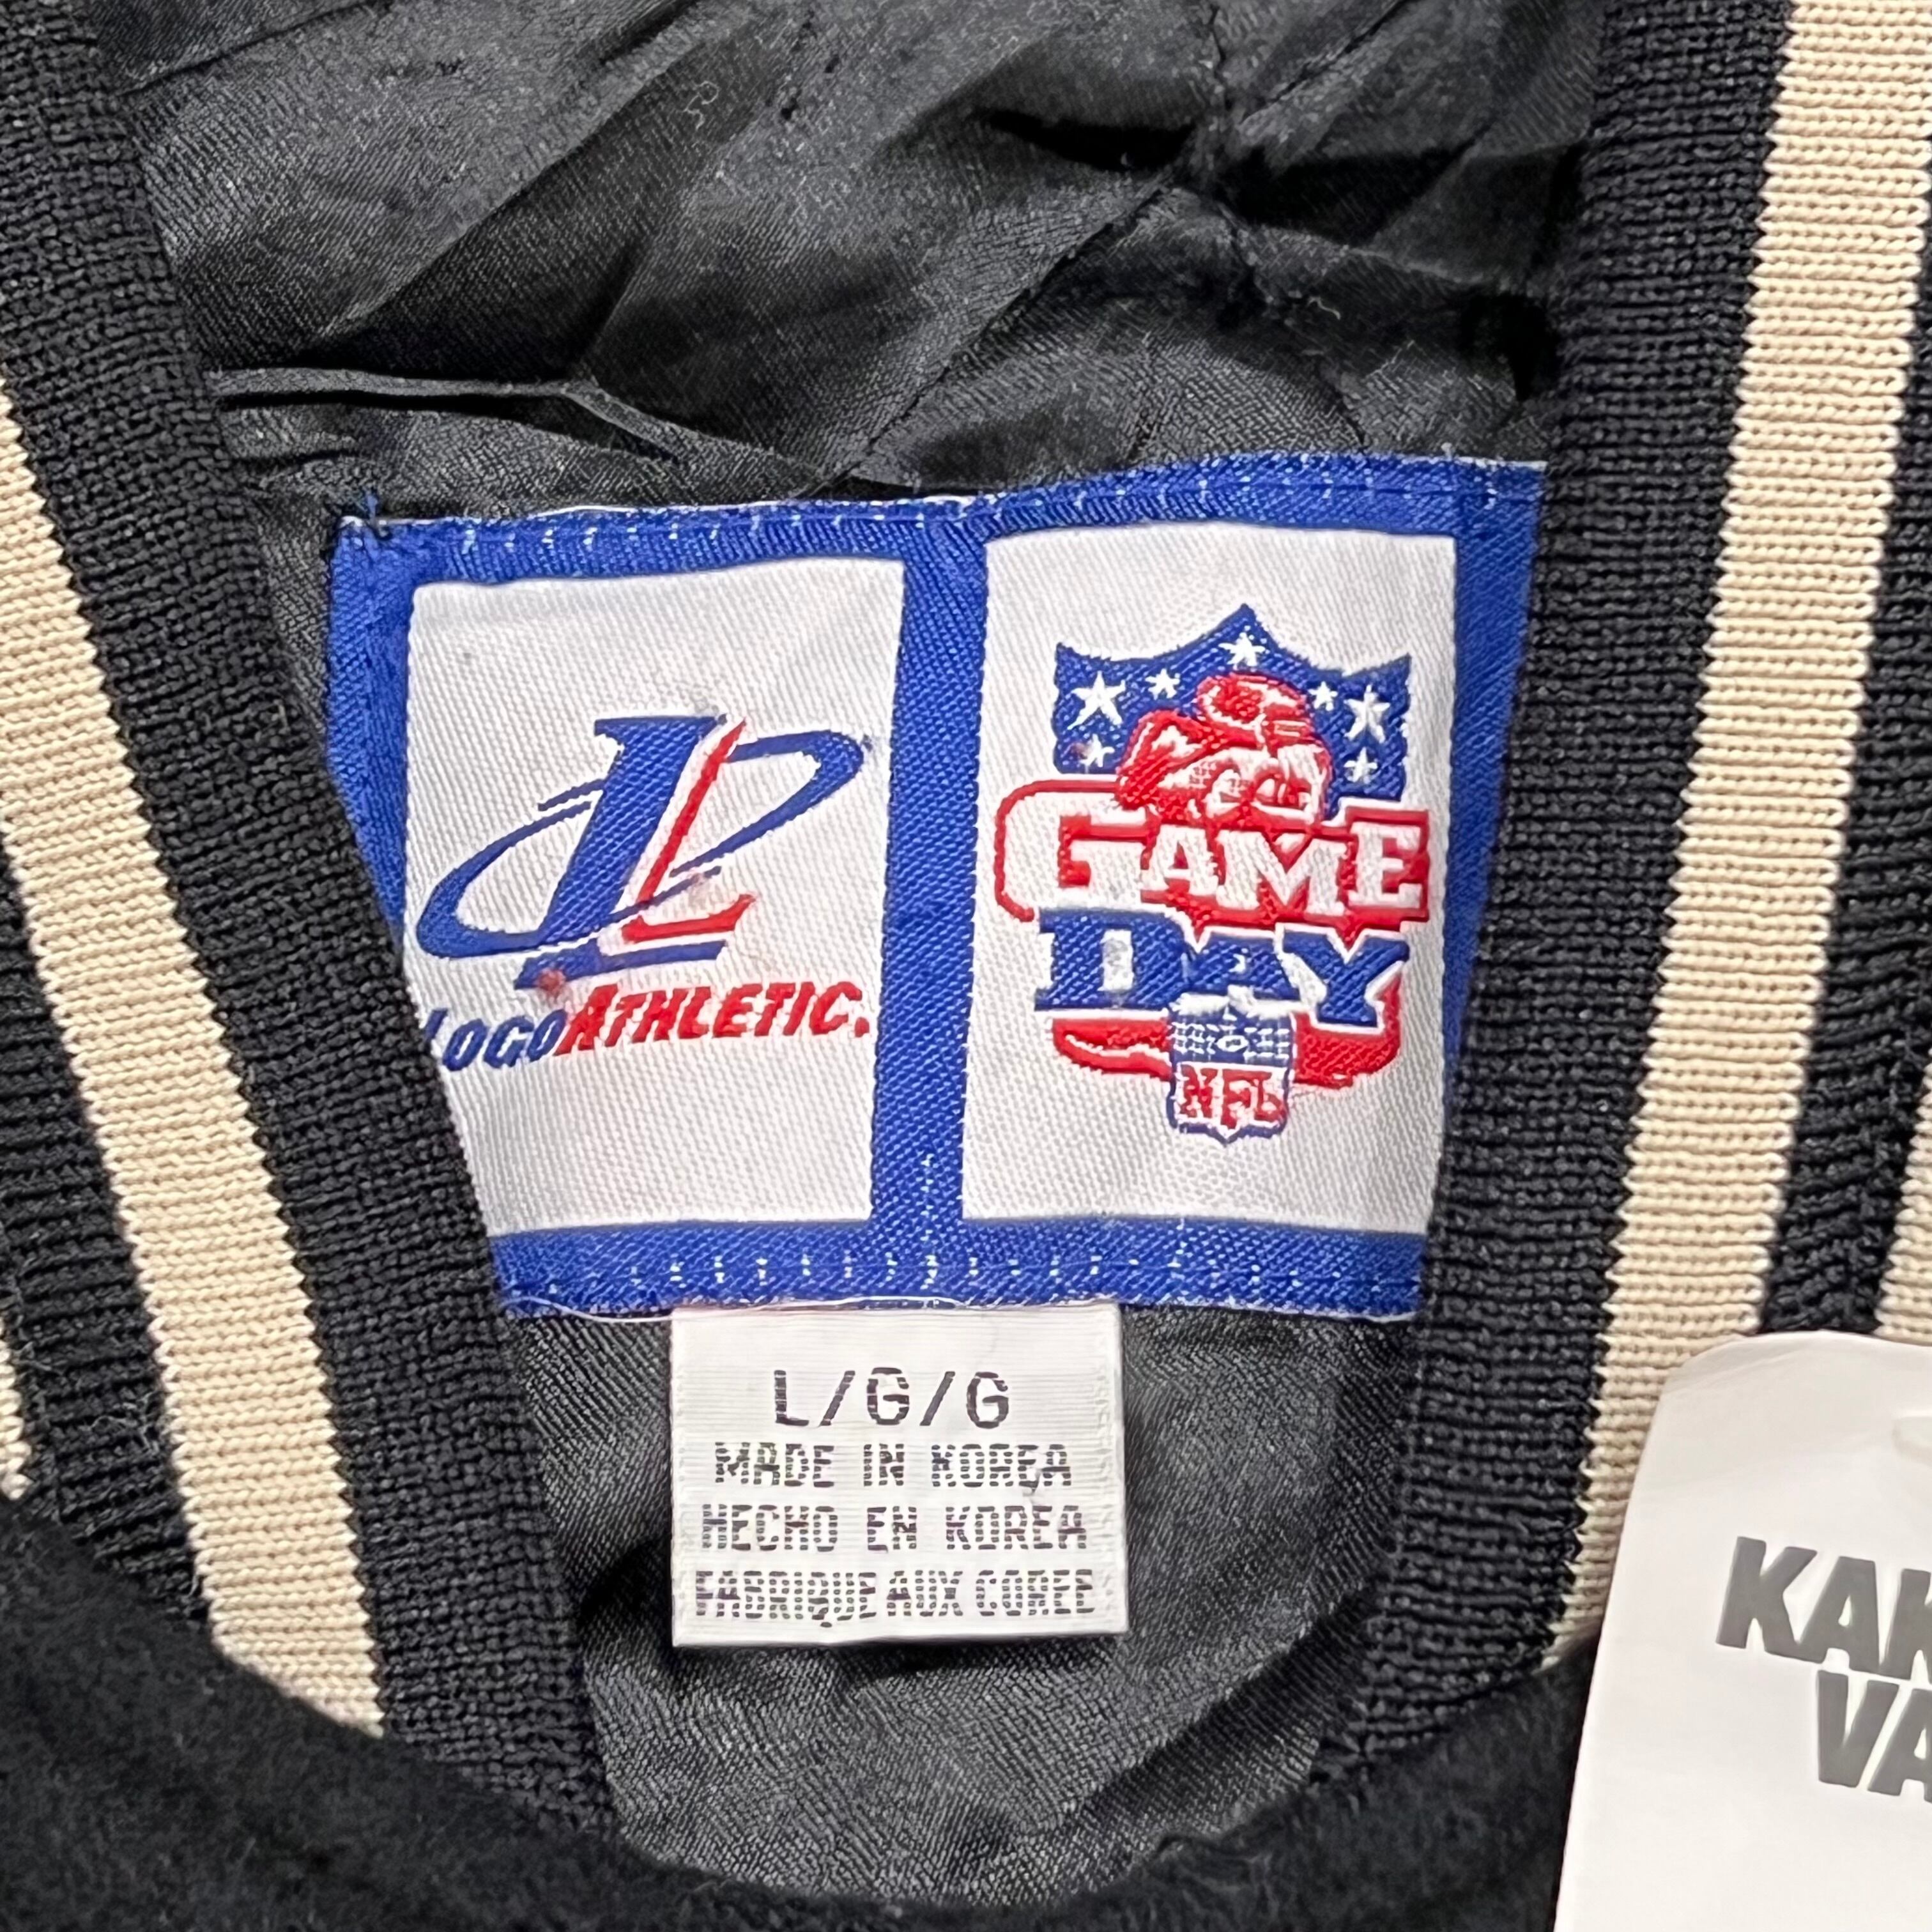 LOGOATHLETIC.
GAME
DAY
NFL
L/G/G
MADE IN KOREA
HECHO EN KOREA
FABRIQUE AUX COREE